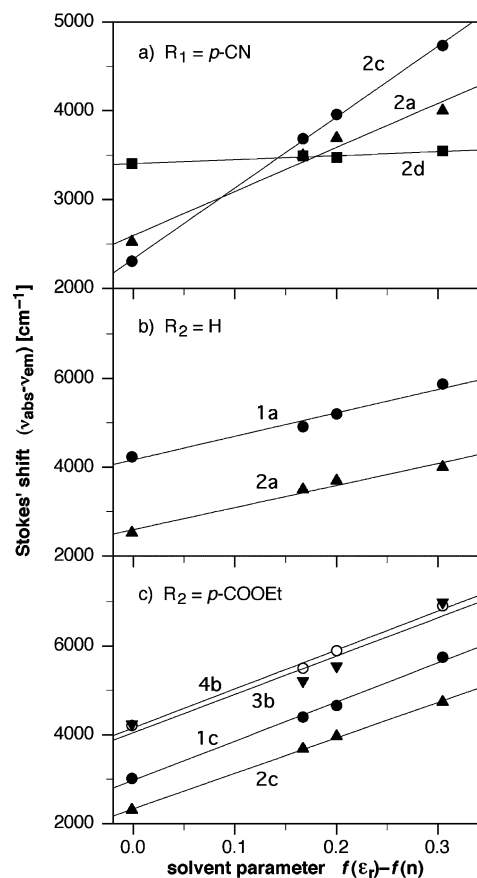 5000
a) R₁ = p-CN
2c
2a
4000
2d
3000
2000
b) R₂ = H
6000
1a
4000
2a
2000
c) R₂ = p-COOEt
6000
4b
3b
1c
4000
2c
2000
0.0 0.1 0.2 0.3
solvent parameter f(εᵣ)–f(n)
Stokes' shift (νabs-νem) [cm⁻¹]